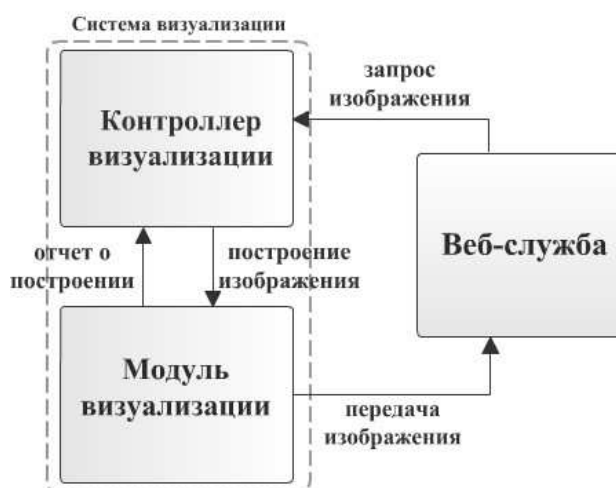 Система визуализации
запрос
изображения
Контроллер
визуализации
Веб-служба
отчет о
построении
построение
изображения
Модуль
визуализации
передача
изображения